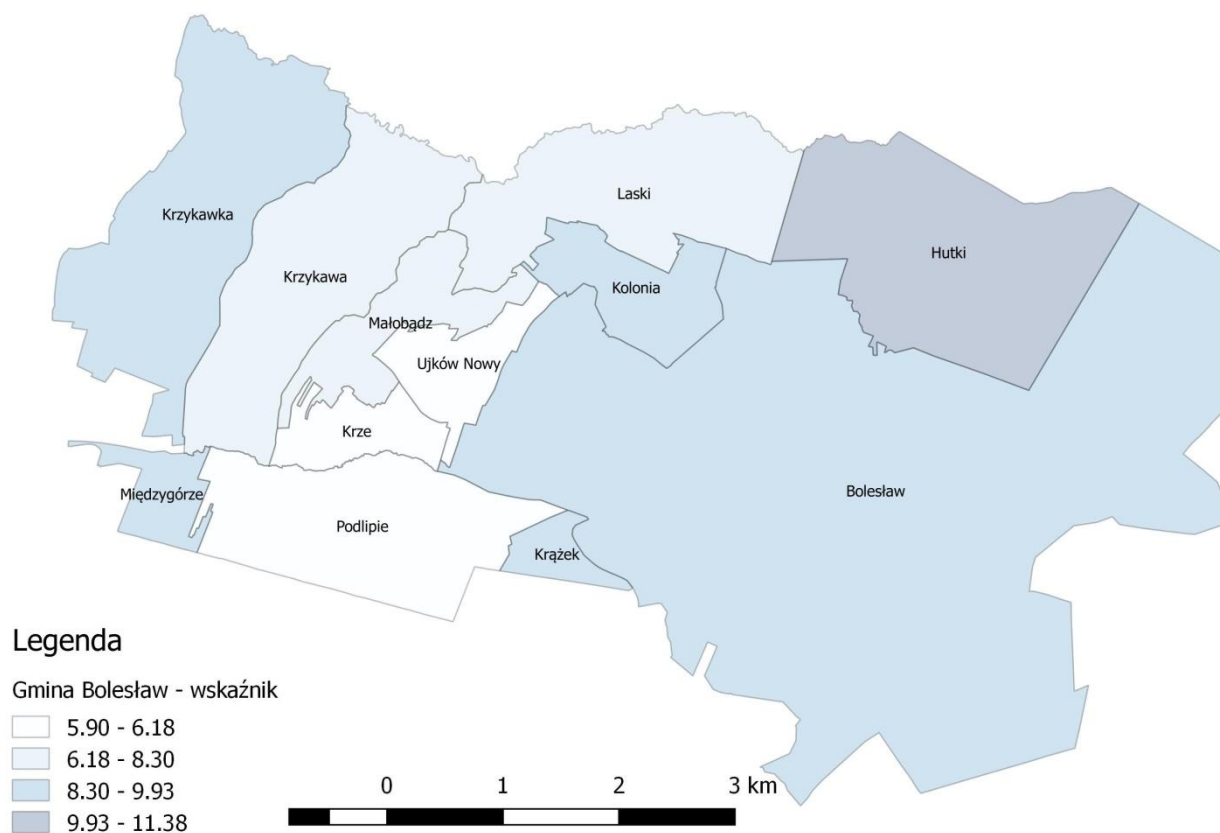 Krzykawka
Laski
Hutki
Krzykawa
Kolonia
Małobądz
Ujków Nowy
Krze
Międzygórze
Bolesław
Podlipie
Krążek
Legenda
Gmina Bolesław - wskaźnik
5.90 - 6.18
6.18 - 8.30
8.30 - 9.93
9.93 - 11.38
0 1 2 3 km